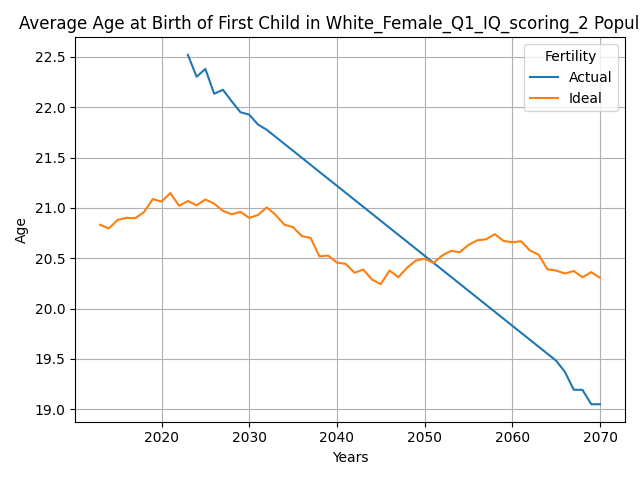 Average Age at Birth of First Child in White_Female_Q1_IQ_scoring_2 Popul
22.5
22.0
21.5
21.0
20.5
20.0
19.5
19.0
Age
Fertility
Actual
Ideal
2020 2030 2040 2050 2060 2070
Years